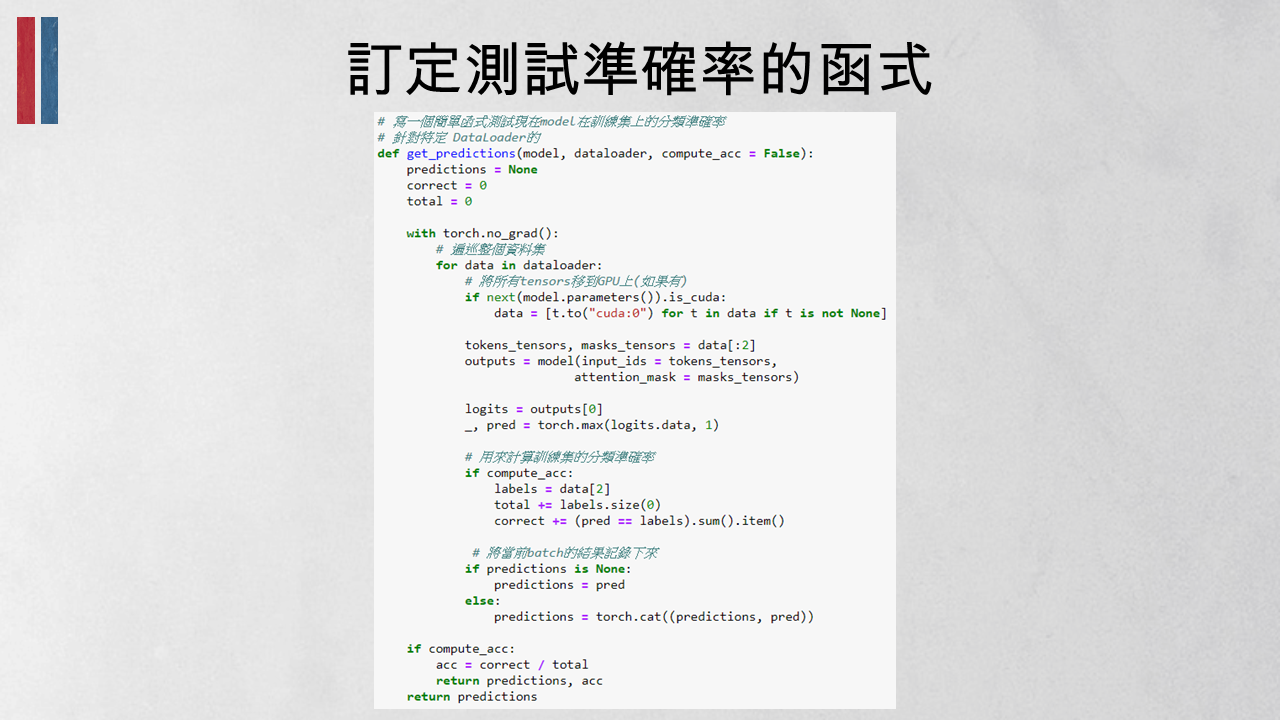 訂定測試準確率的函式
# 寫一個簡單函式測試現在model在訓練集上的分類準確率
# 針對特定 DataLoader的
def get_predictions(model, dataloader, compute_acc = False):
    predictions = None
    correct = 0
    total = 0
    with torch.no_grad():
        # 遍巡整個資料集
        for data in dataloader:
            # 將所有tensors移到GPU上(如果有)
            if next(model.parameters()).is_cuda:
                data = [t.to("cuda:0") for t in data if t is not None]
            tokens_tensors, masks_tensors = data[:2]
            outputs = model(input_ids = tokens_tensors,
                           attention_mask = masks_tensors)
            logits = outputs[0]
            _, pred = torch.max(logits.data, 1)
            # 用來計算訓練集的分類準確率
            if compute_acc:
                labels = data[2]
                total += labels.size(0)
                correct += (pred == labels).sum().item()
             # 將當前batch的結果記錄下來
            if predictions is None:
                predictions = pred
            else:
                predictions = torch.cat((predictions, pred))
    if compute_acc:
        acc = correct / total
        return predictions, acc
    return predictions